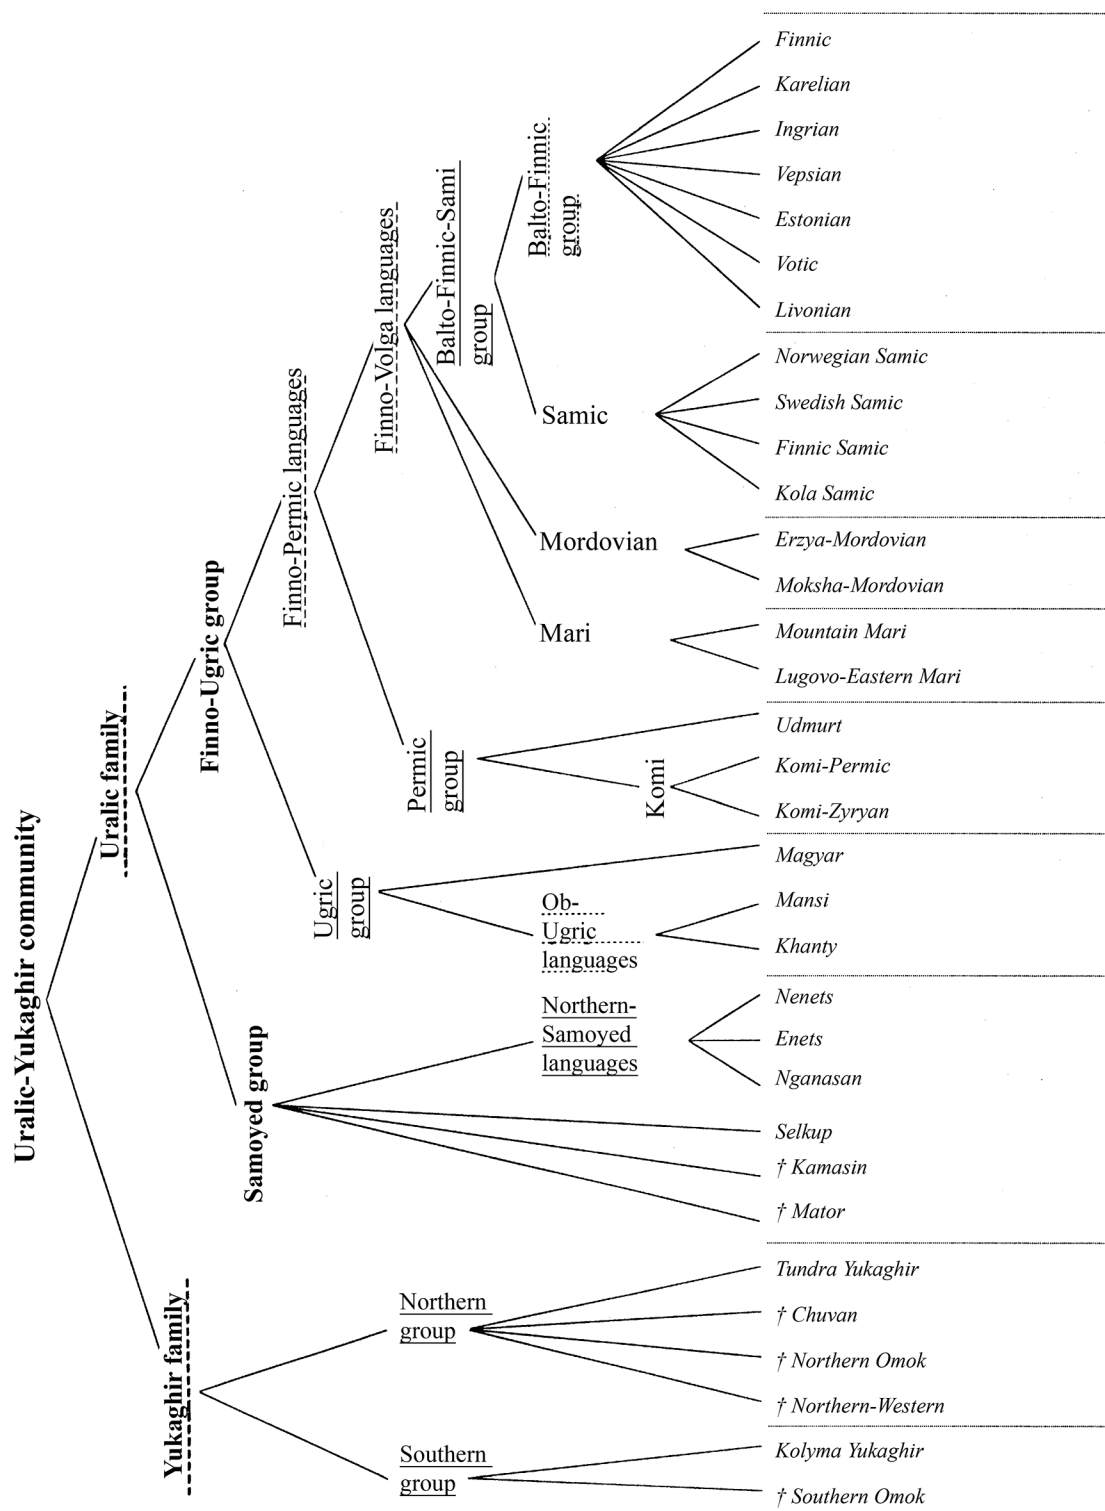 Uralic-Yukaghir community
Uralic family
Yukaghir family
Finno-Ugric group
Samoyed group
Finno-Permic languages
Ugric
group
Finno-Volga languages
Permic
group
Balto-Finnic-Sami
group
Balto-Finnic
group
Samic
Mordovian
Mari
Komi
Ob-
Ugric
languages
Northern-
Samoyed
languages
Northern
group
Southern
group
Finnic
Karelian
Ingrian
Vepsian
Estonian
Votic
Livonian
Norwegian Samic
Swedish Samic
Finnic Samic
Kola Samic
Erzya-Mordovian
Moksha-Mordovian
Mountain Mari
Lugovo-Eastern Mari
Udmurt
Komi-Permic
Komi-Zyryan
Magyar
Mansi
Khanty
Nenets
Enets
Nganasan
Selkup
† Kamasin
† Mator
Tundra Yukaghir
† Chuvan
† Northern Omok
† Northern-Western
Kolyma Yukaghir
† Southern Omok